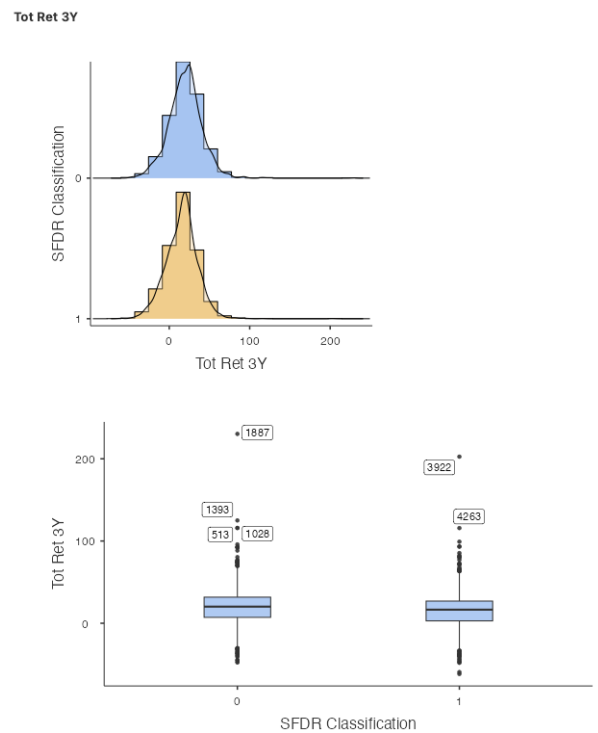 Tot Ret 3Y
SFDR Classification
0
1
0 100 200
Tot Ret 3Y
Tot Ret 3Y
200
100
0
1887
1393
513
1028
3922
4263
0 1
SFDR Classification